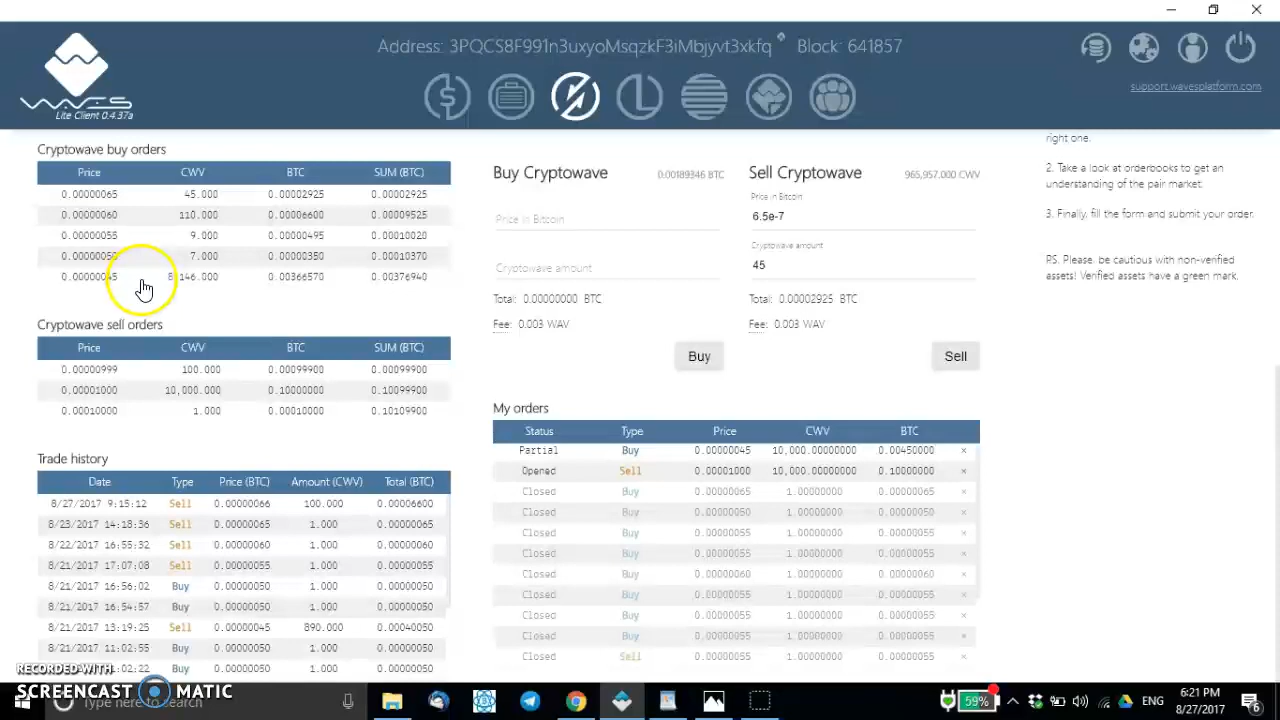 Address: 3PQCS8F991n3uxyoMsqzkF3iMbjyvt3xkfq Block: 641857
WAVES
Lite Client 0.4.37a
support.wavesplatform.com
Cryptowave buy orders
Price CWV BTC SUM (BTC)
0.00000065 45.000 0.00002925 0.00002925
0.00000060 110.000 0.00006600 0.00009525
0.00000055 9.000 0.00000495 0.00010020
7.000 0.00000350 0.00010370
0.00000045 0.00366570 0.00376940
Cryptowave sell orders
Price CWV BTC SUM (BTC)
0.00000999 100.000 0.00099900 0.00099900
0.00001000 10,000.000 0.10000000 0.10099900
0.00010000 1.000 0.00010000 0.10109900
Trade history
Date Type Price (BTC) Amount (CWV) Total (BTC)
8/27/2017 9:15:12 Sell 0.00000066 100.000 0.00006600
8/23/2017 14:18:36 Sell 0.00000065 1.000 0.00000065
8/22/2017 16:55:52 Sell 0.00000060 1.000 0.00000060
8/21/2017 17:07:08 Sell 0.00000055 1.000 0.00000055
8/21/2017 16:56:02 Buy 0.00000050 1.000 0.00000050
8/21/2017 16:54:57 Buy 0.00000050 1.000 0.00000050
8/21/2017 13:19:25 Sell 0.00000045 890.000 0.00040050
8/21/2017 11:02:55 Buy 0.00000050 1.000 0.00000050
1:02:22 Buy 0.00000050 1.000 0.00000050
Buy Cryptowave 0.00189346 BTC
Price in Bitcoin
Cryptowave amount
Total: 0.00000000 BTC
Fee: 0.003 WAV
Buy
Sell Cryptowave 965,957.000 CWV
Price in Bitcoin
6.5e-7
Cryptowave amount
45
Total: 0.00002925 BTC
Fee: 0.003 WAV
Sell
My orders
Status Type Price CWV BTC
Partial Buy 0.00000045 10,000.00000000 0.00450000 ×
Opened Sell 0.00001000 10,000.00000000 0.10000000 ×
Closed Buy 0.00000065 1.00000000 0.00000065 ×
Closed Buy 0.00000050 1.00000000 0.00000050 ×
Closed Buy 0.00000055 1.00000000 0.00000055 ×
Closed Buy 0.00000055 1.00000000 0.00000055 ×
Closed Buy 0.00000060 1.00000000 0.00000060 ×
Closed Buy 0.00000055 1.00000000 0.00000055 ×
Closed Buy 0.00000055 1.00000000 0.00000055 ×
Closed Buy 0.00000055 1.00000000 0.00000055 ×
Closed Sell 0.00000055 1.00000000 0.00000055 ×
right one.
2. Take a look at orderbooks to get an
understanding of the pair market.
3. Finally, fill the form and submit your order.
PS. Please, be cautious with non-verified
assets! Verified assets have a green mark.
RECORDED WITH
SCREENCAST MATIC
Type here to search
59%
ENG
6:21 PM
8/27/2017
6